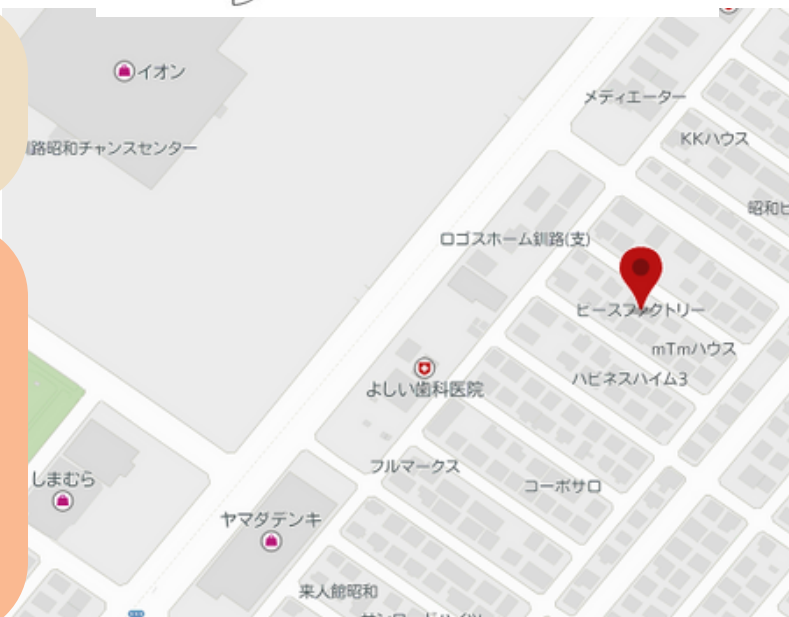 イオン
路昭和チャンスセンター
メディエーター
KKハウス
昭和ビ
ロゴスホーム釧路(支)
ピースファクトリー
mTmハウス
ハピネスハイム3
よしい歯科医院
フルマークス
コーポサロ
しまむら
ヤマダデンキ
来人館昭和